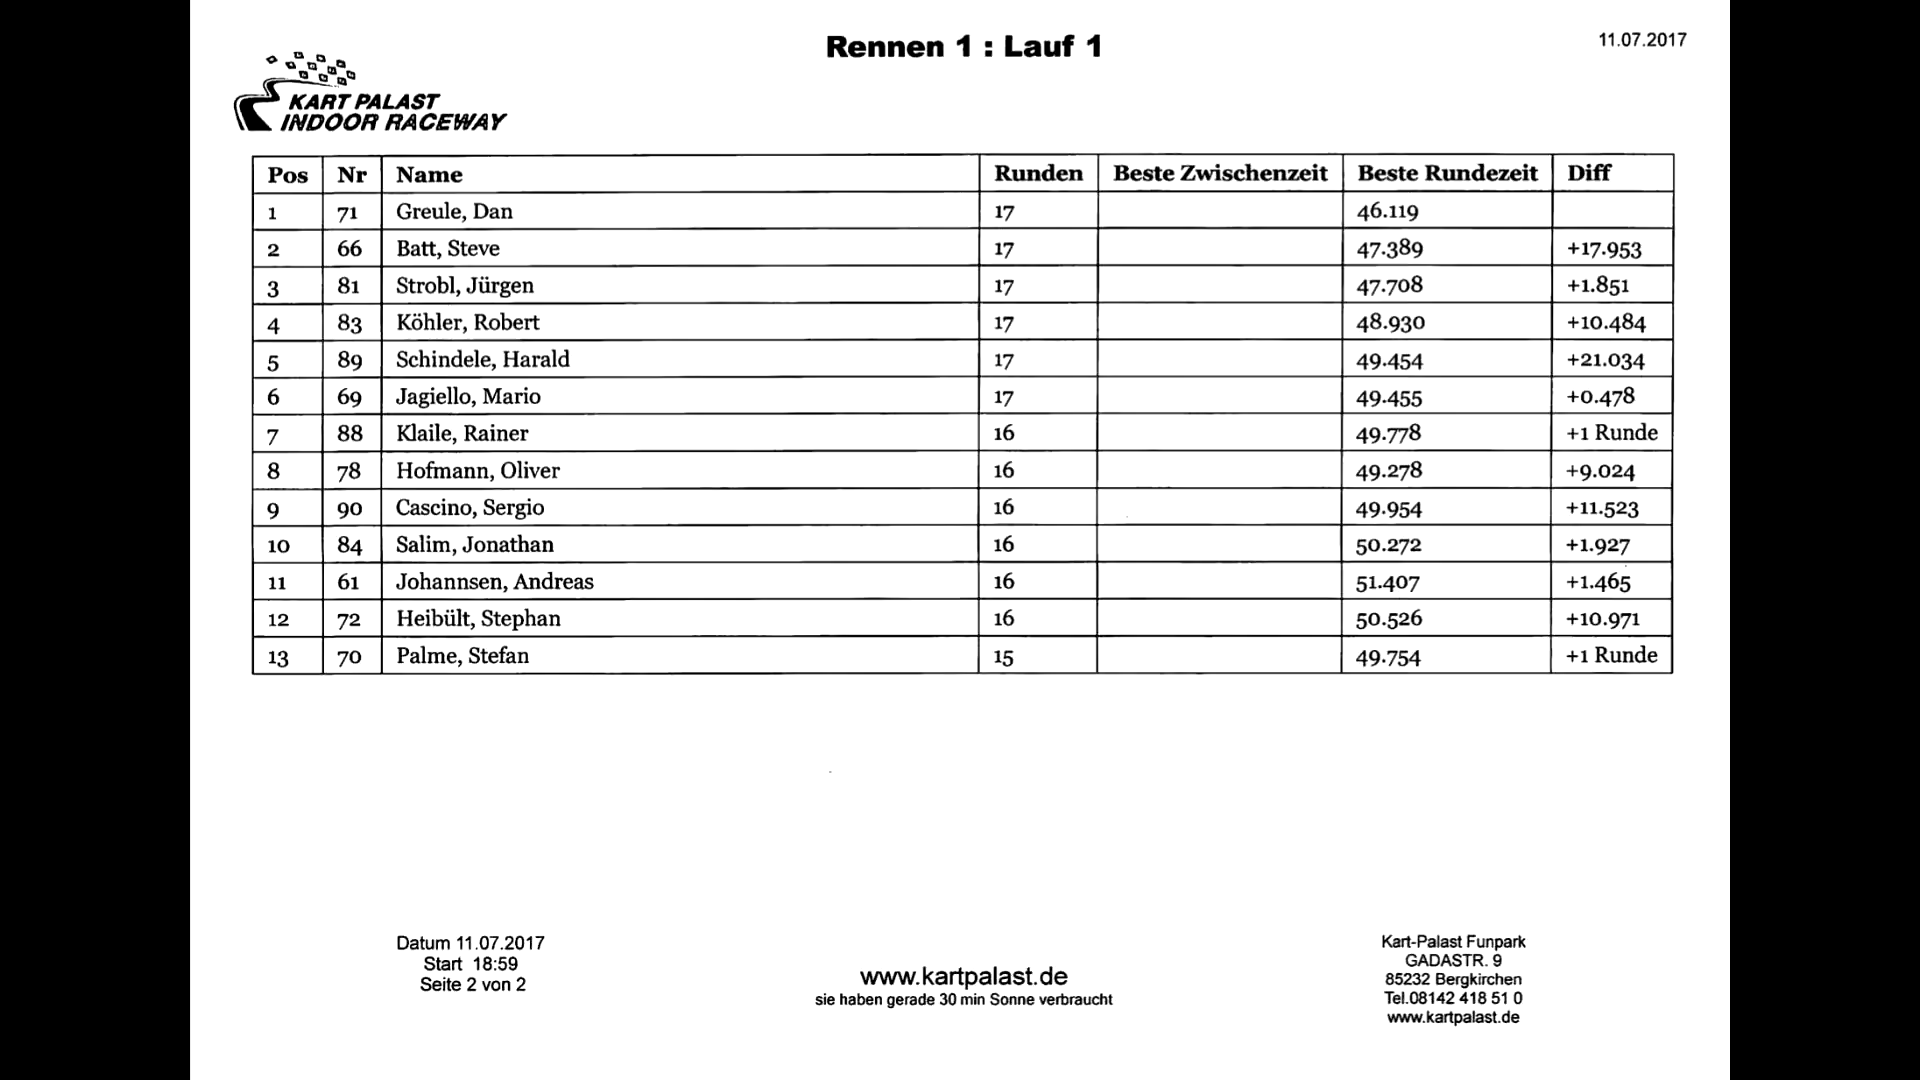 Rennen 1 : Lauf 1
11.07.2017
KART PALAST
INDOOR RACEWAY
Pos Nr Name Runden Beste Zwischenzeit Beste Rundezeit Diff
1 71 Greule, Dan 17 46.119
2 66 Batt, Steve 17 47.389 +17.953
3 81 Strobl, Jürgen 17 47.708 +1.851
4 83 Köhler, Robert 17 48.930 +10.484
5 89 Schindele, Harald 17 49.454 +21.034
6 69 Jagiello, Mario 17 49.455 +0.478
7 88 Klaile, Rainer 16 49.778 +1 Runde
8 78 Hofmann, Oliver 16 49.278 +9.024
9 90 Cascino, Sergio 16 49.954 +11.523
10 84 Salim, Jonathan 16 50.272 +1.927
11 61 Johannsen, Andreas 16 51.407 +1.465
12 72 Heibült, Stephan 16 50.526 +10.971
13 70 Palme, Stefan 15 49.754 +1 Runde
Datum 11.07.2017
Start 18:59
Seite 2 von 2
www.kartpalast.de
sie haben gerade 30 min Sonne verbraucht
Kart-Palast Funpark
GADASTR. 9
85232 Bergkirchen
Tel.08142 418 51 0
www.kartpalast.de